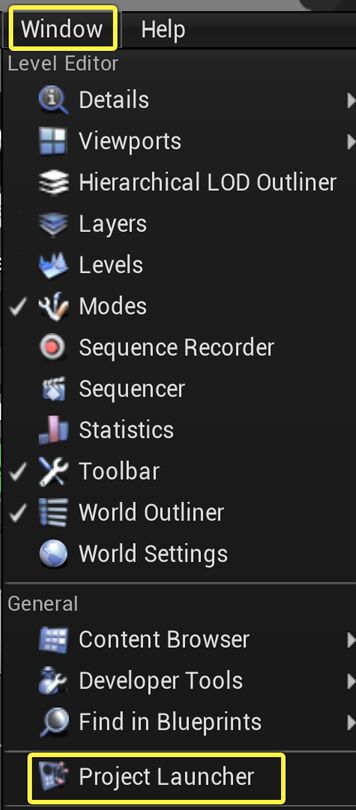 Window Help
Level Editor
Details
Viewports
Hierarchical LOD Outliner
Layers
Levels
Modes
Sequence Recorder
Sequencer
Statistics
Toolbar
World Outliner
World Settings
General
Content Browser
Developer Tools
Find in Blueprints
Project Launcher